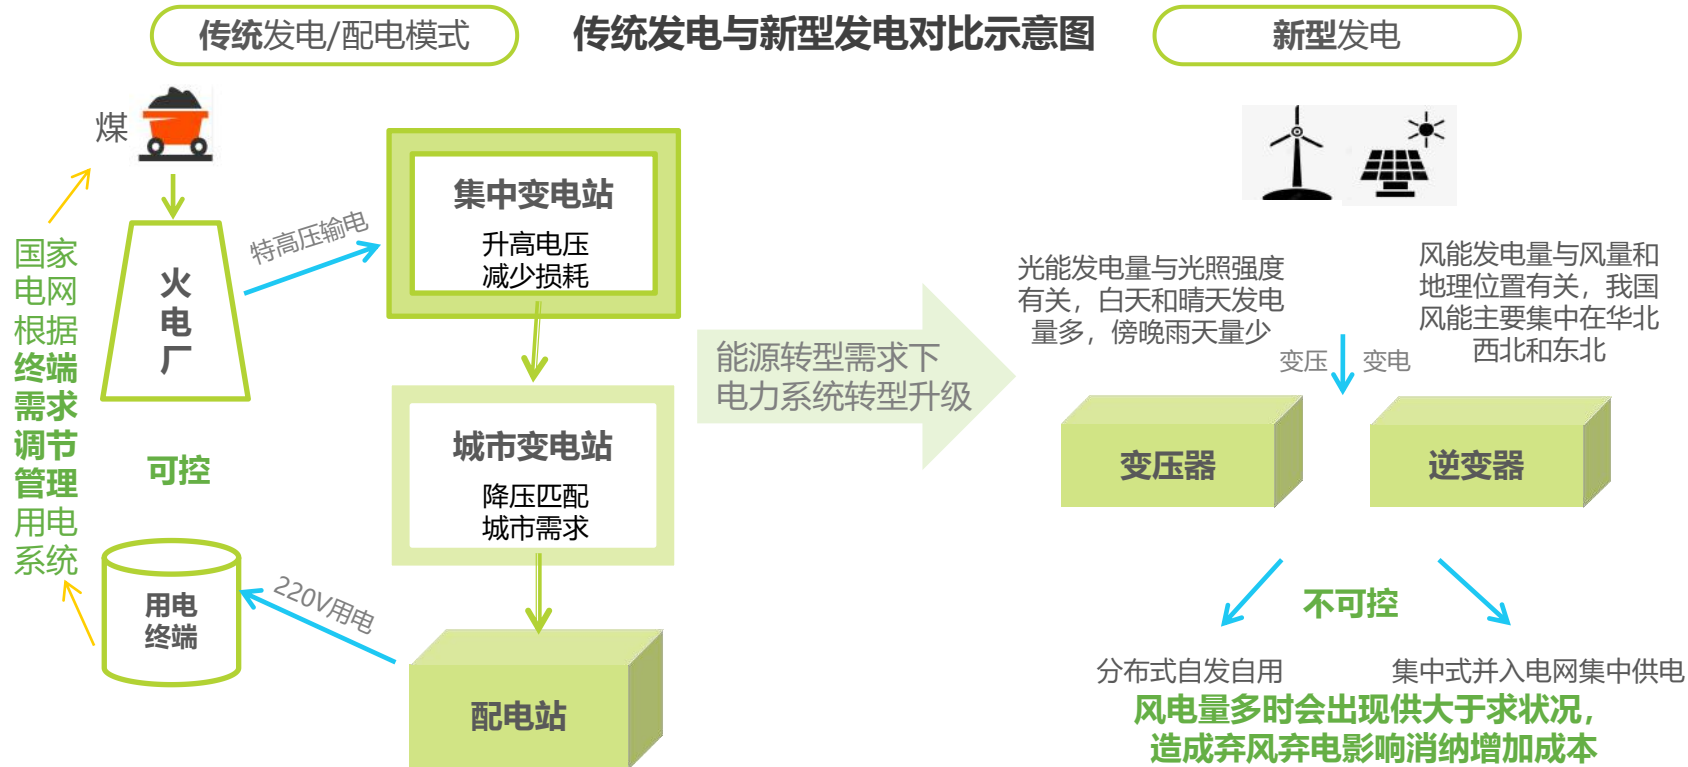 传统发电/配电模式
传统发电与新型发电对比示意图
新型发电
煤
火
电
厂
国家
电网
根据
终端
需求
调节
管理
用电
系统
可控
用电
终端
特高压输电
集中变电站
升高电压
减少损耗
城市变电站
降压匹配
城市需求
220V用电
配电站
能源转型需求下
电力系统转型升级
光能发电量与光照强度
有关，白天和晴天发电
量多，傍晚雨天量少
风能发电量与风量和
地理位置有关，我国
风能主要集中在华北
西北和东北
变压
变电
变压器
逆变器
不可控
分布式自发自用
集中式并入电网集中供电
风电量多时会出现供大于求状况，
造成弃风弃电影响消纳增加成本